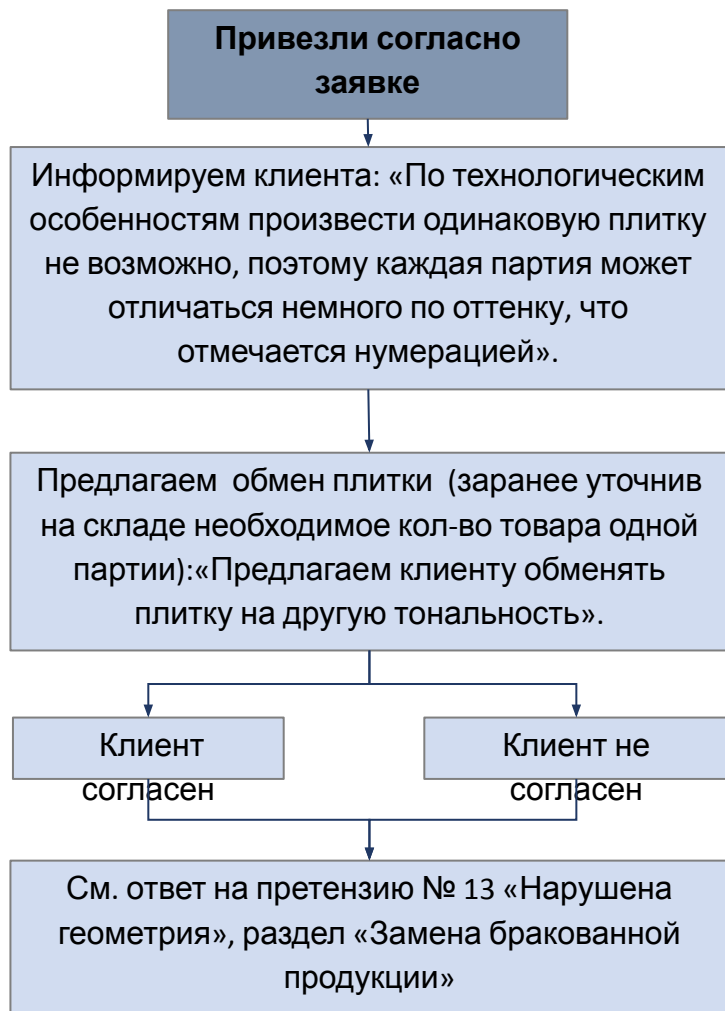 Привезли согласно
заявке
Информируем клиента: «По технологическим
особенностям произвести одинаковую плитку
не возможно, поэтому каждая партия может
отличаться немного по оттенку, что
отмечается нумерацией».
Предлагаем  обмен плитки  (заранее уточнив
на складе необходимое кол-во товара одной
партии):«Предлагаем клиенту обменять
плитку на другую тональность».
Клиент
согласен
Клиент не
согласен
См. ответ на претензию № 13 «Нарушена
геометрия», раздел «Замена бракованной
продукции»